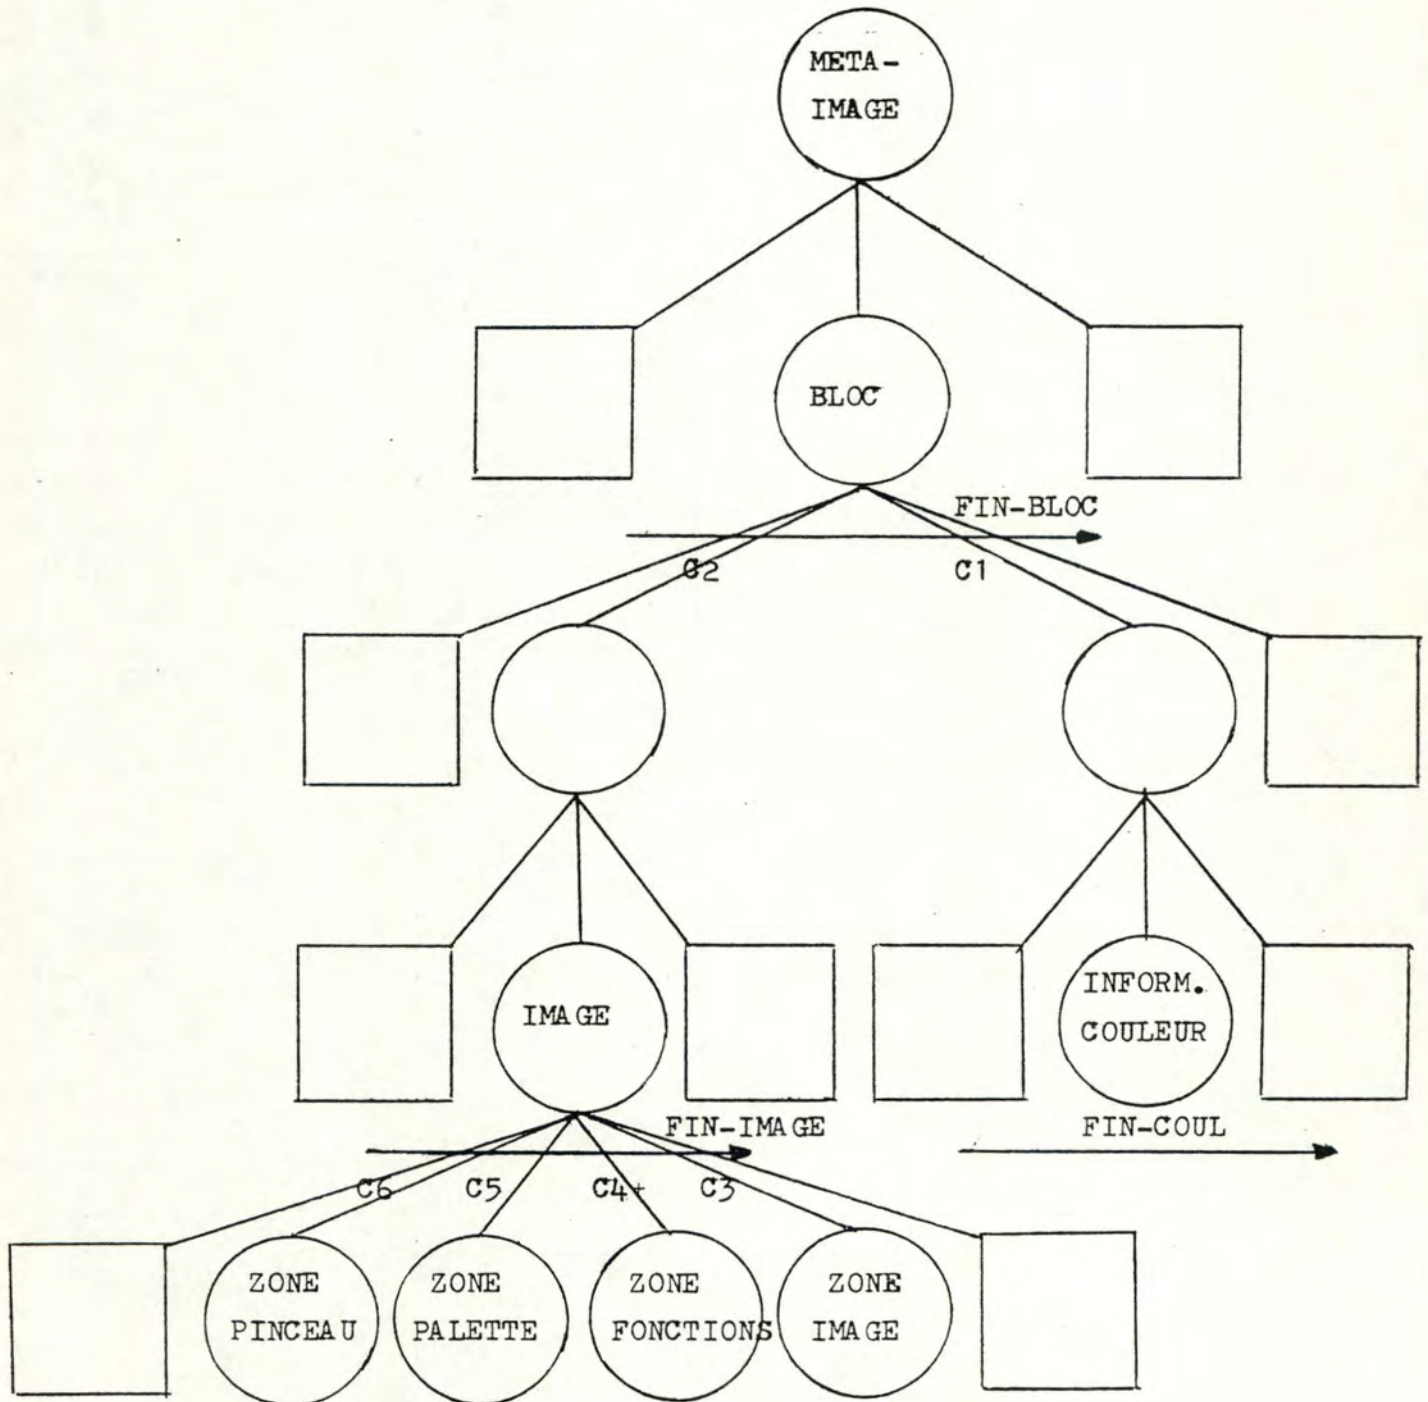 META-
IMAGE
BLOC
FIN-BLOC
C2
C1
IMAGE
INFORM.
COULEUR
FIN-IMAGE
FIN-COUL
C6
C5
C4
C3
ZONE
PINCEAU
ZONE
PALETTE
ZONE
FONCTIONS
ZONE
IMAGE